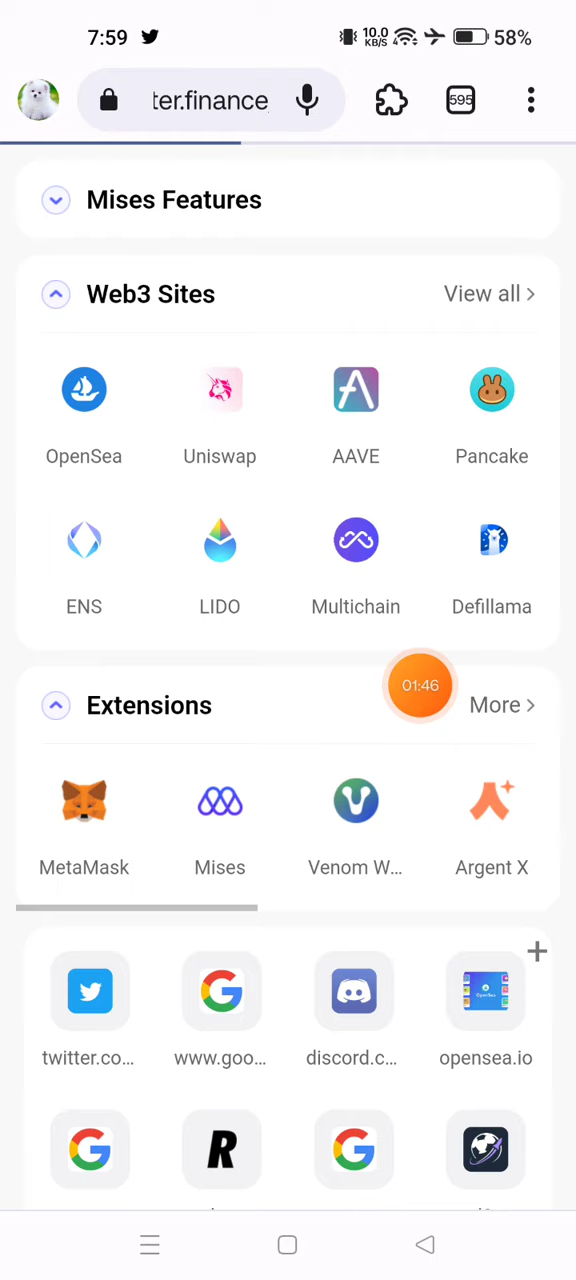 7:59 10.0 KB/S 58%
ter.finance 595
Mises Features
Web3 Sites View all
OpenSea Uniswap AAVE Pancake
ENS LIDO Multichain Defillama
01:46
Extensions More
MetaMask Mises Venom W... Argent X
OpenSea
twitter.co... www.goo... discord.c... opensea.io
R